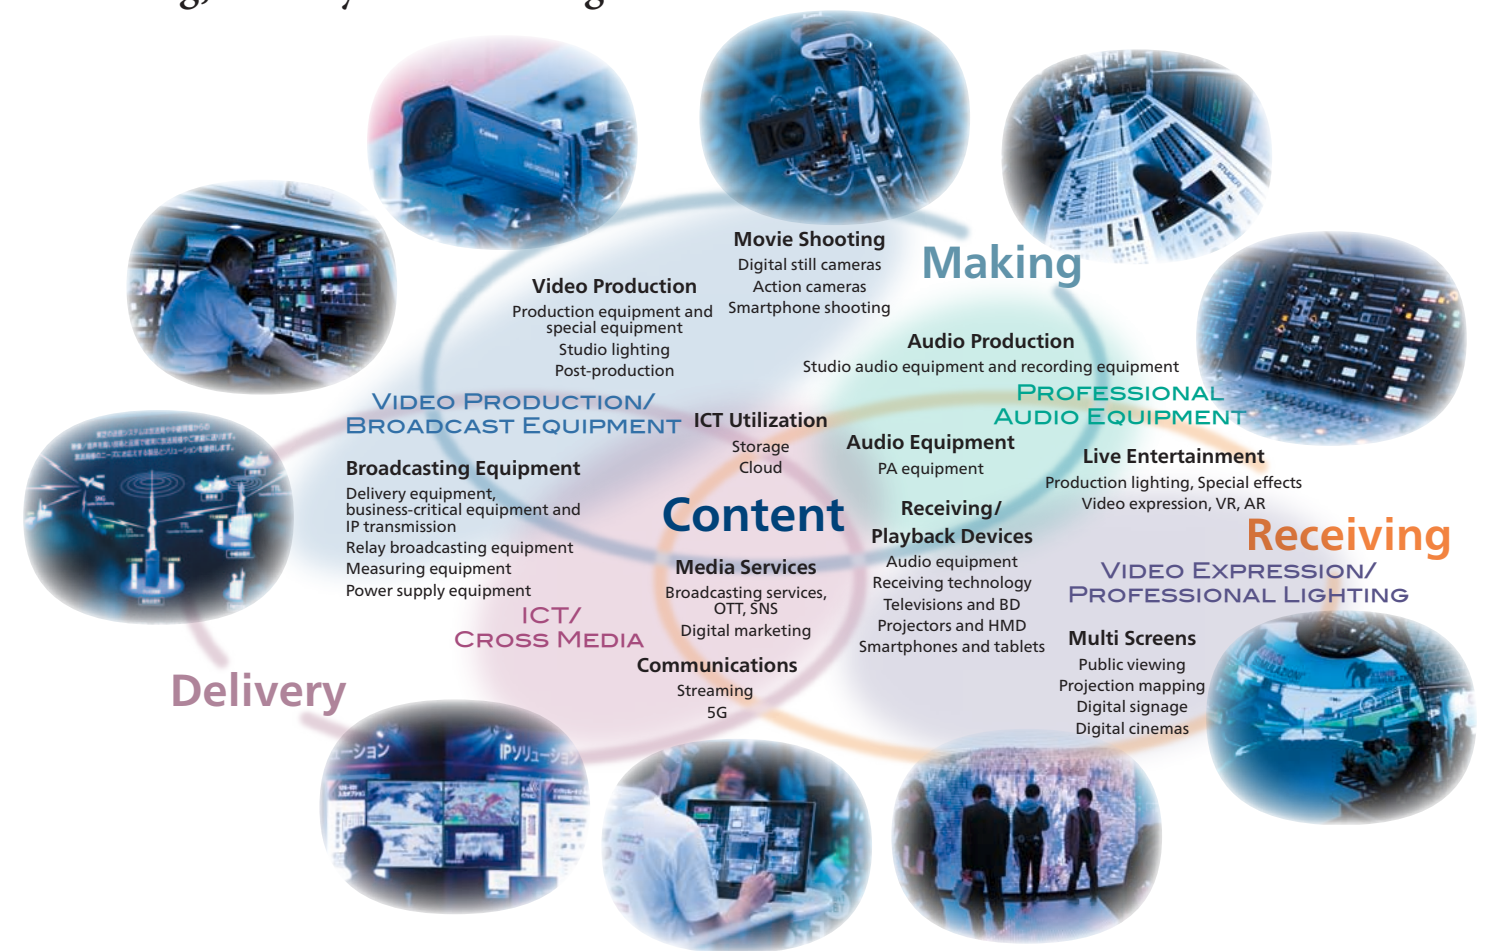 Movie Shooting
Digital still cameras
Action cameras
Smartphone shooting
Making
Video Production
Production equipment and
special equipment
Studio lighting
Post-production
Audio Production
Studio audio equipment and recording equipment
VIDEO PRODUCTION/
BROADCAST EQUIPMENT
PROFESSIONAL
AUDIO EQUIPMENT
ICT Utilization
Storage
Cloud
Audio Equipment
PA equipment
Broadcasting Equipment
Delivery equipment,
business-critical equipment and
IP transmission
Relay broadcasting equipment
Measuring equipment
Power supply equipment
Live Entertainment
Production lighting, Special effects
Video expression, VR, AR
Content
Receiving/
Playback Devices
Audio equipment
Receiving technology
Televisions and BD
Projectors and HMD
Smartphones and tablets
Receiving
VIDEO EXPRESSION/
PROFESSIONAL LIGHTING
Media Services
Broadcasting services,
OTT, SNS
Digital marketing
ICT/
CROSS MEDIA
Communications
Streaming
5G
Multi Screens
Public viewing
Projection mapping
Digital signage
Digital cinemas
Delivery
Canon
STUDER
ーション
IPソリューション